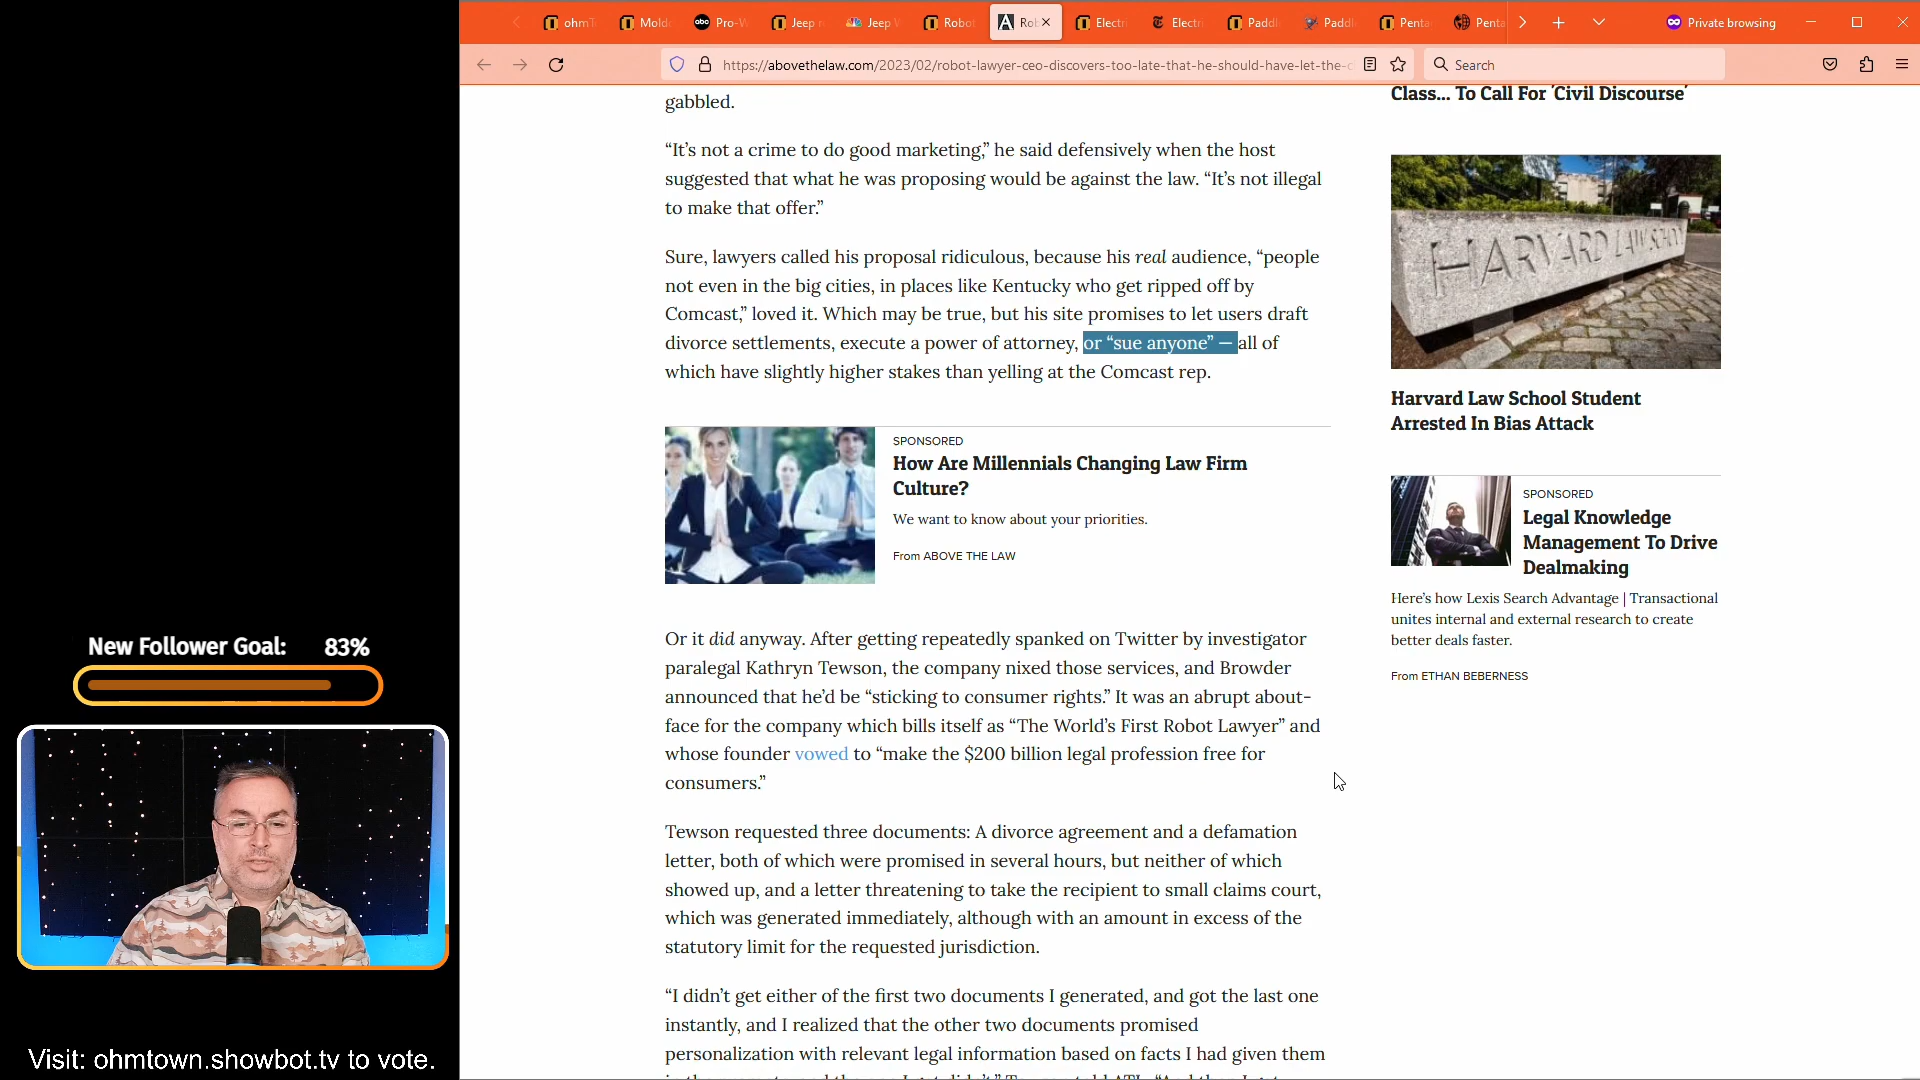 ohm
Mold
abc
Pro-W
Jeep
Jeep
Robot
Rob
Electri
Electri
Paddl
Paddl
Penta
Penta
Private browsing
https://abovethelaw.com/2023/02/robot-lawyer-ceo-discovers-too-late-that-he-should-have-let-the-c
Search
gabbled.
“It’s not a crime to do good marketing,” he said defensively when the host
suggested that what he was proposing would be against the law. “It’s not illegal
to make that offer.”
Sure, lawyers called his proposal ridiculous, because his real audience, “people
not even in the big cities, in places like Kentucky who get ripped off by
Comcast,” loved it. Which may be true, but his site promises to let users draft
divorce settlements, execute a power of attorney, or “sue anyone” — all of
which have slightly higher stakes than yelling at the Comcast rep.
SPONSORED
How Are Millennials Changing Law Firm
Culture?
We want to know about your priorities.
From ABOVE THE LAW
Or it did anyway. After getting repeatedly spanked on Twitter by investigator
paralegal Kathryn Tewson, the company nixed those services, and Browder
announced that he’d be “sticking to consumer rights.” It was an abrupt about-
face for the company which bills itself as “The World’s First Robot Lawyer” and
whose founder vowed to “make the $200 billion legal profession free for
consumers.”
Tewson requested three documents: A divorce agreement and a defamation
letter, both of which were promised in several hours, but neither of which
showed up, and a letter threatening to take the recipient to small claims court,
which was generated immediately, although with an amount in excess of the
statutory limit for the requested jurisdiction.
“I didn’t get either of the first two documents I generated, and got the last one
instantly, and I realized that the other two documents promised
personalization with relevant legal information based on facts I had given them
Class... To Call For ‘Civil Discourse’
HARVARD LAW SCHOOL
Harvard Law School Student
Arrested In Bias Attack
SPONSORED
Legal Knowledge
Management To Drive
Dealmaking
Here’s how Lexis Search Advantage | Transactional
unites internal and external research to create
better deals faster.
From ETHAN BEBERNESS
New Follower Goal: 83%
Visit: ohmtown.showbot.tv to vote.